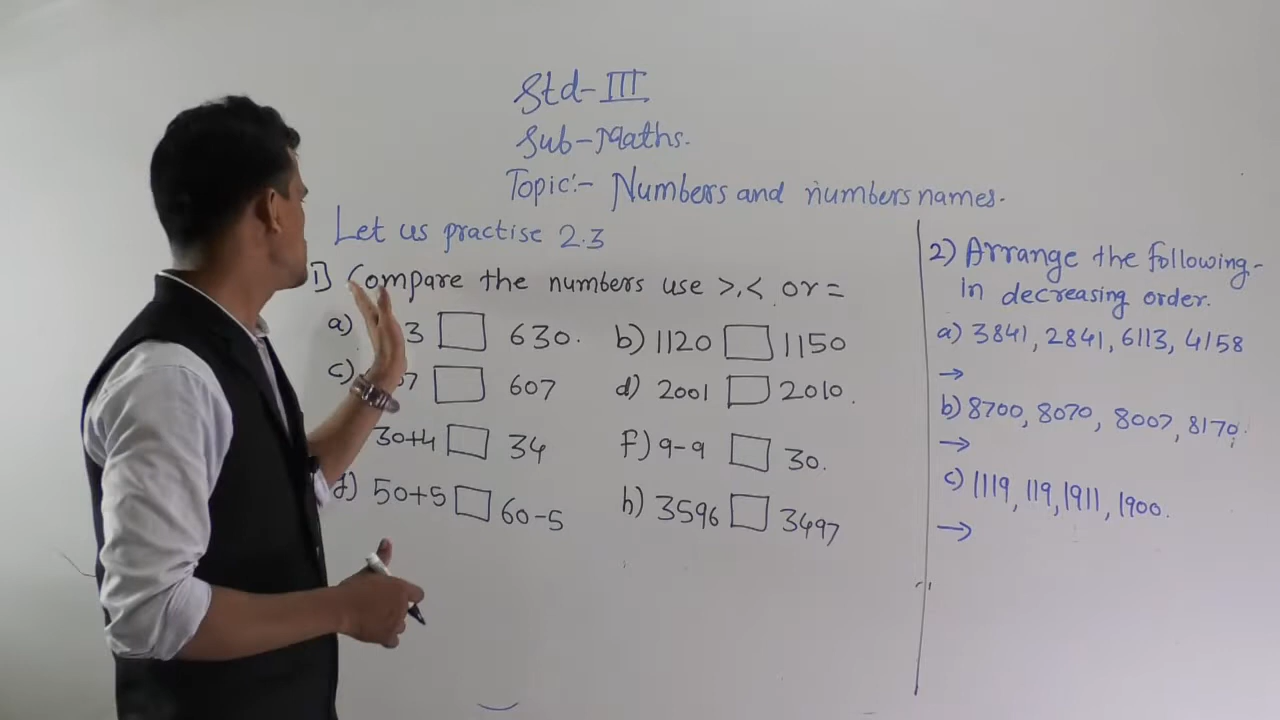 Std-III
Sub-Maths.
Topic:- Numbers and numbers names.
Let us practise 2.3
1) Compare the numbers use >,< or =
a) 3 □ 630. b) 1120 □ 1150
c) 7 □ 607 d) 2001 □ 2010.
30+4 □ 34 f) 9-9 □ 30.
50+5 □ 60-5 h) 3596 □ 3497
2) Arrange the following-
In decreasing order.
a) 3841, 2841, 6113, 4158
→
b) 8700, 8070, 8007, 8170.
→
c) 1119, 119, 1911, 1900.
→